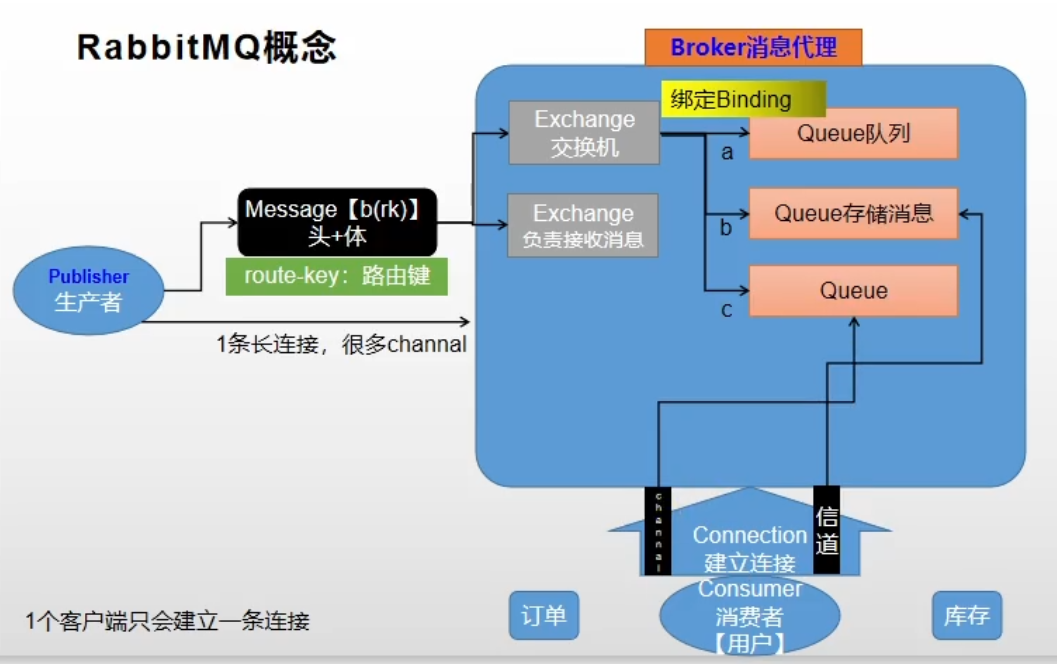 RabbitMQ概念
Broker消息代理
绑定Binding
Exchange
交换机
Queue队列
a
Message【b(rk)】
头+体
Exchange
负责接收消息
Queue存储消息
b
route-key：路由键
Publisher
生产者
Queue
c
1条长连接，很多channal
channal
信道
Connection
建立连接
Consumer
消费者
【用户】
订单
库存
1个客户端只会建立一条连接